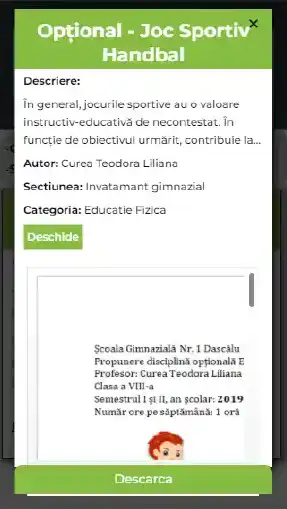 Opțional - Joc Sportiv
Handbal
×
Descriere:
În general, jocurile sportive au o valoare
instructiv-educativă de necontestat. În
funcție de obiectivul urmărit, contribuie la...
Autor: Curea Teodora Liliana
Sectiunea: Invatamant gimnazial
Categoria: Educatie Fizica
Deschide
Școala Gimnazială Nr. 1 Dascălu
Propunere disciplină opțională E
Profesor: Curea Teodora Liliana
Clasa a VIII-a
Semestrul I și II, an școlar: 2019
Număr ore pe săptămână: 1 oră
Descarca